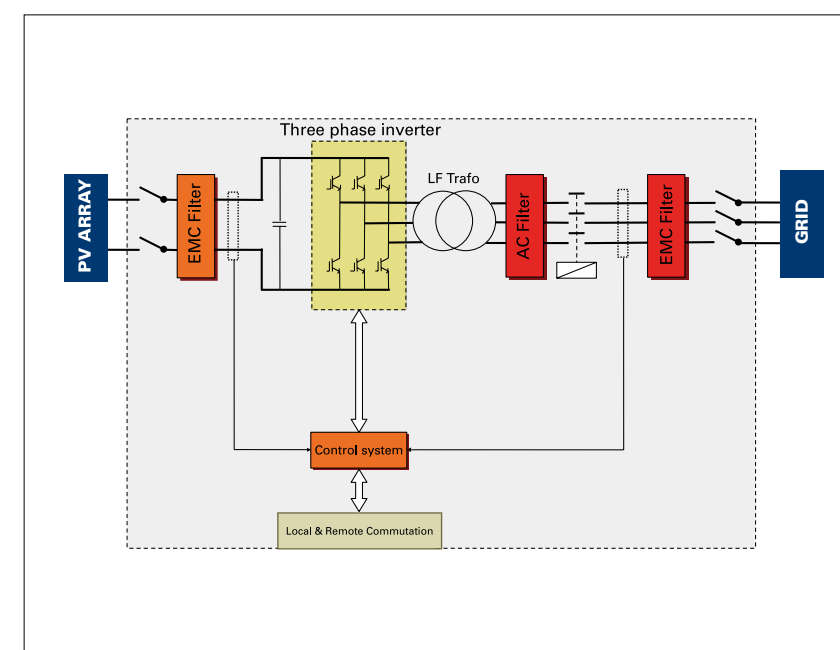 Three phase inverter
PV ARRAY
EMC Filter
LF Trafo
AC Filter
EMC Filter
GRID
Control system
Local & Remote Commutation